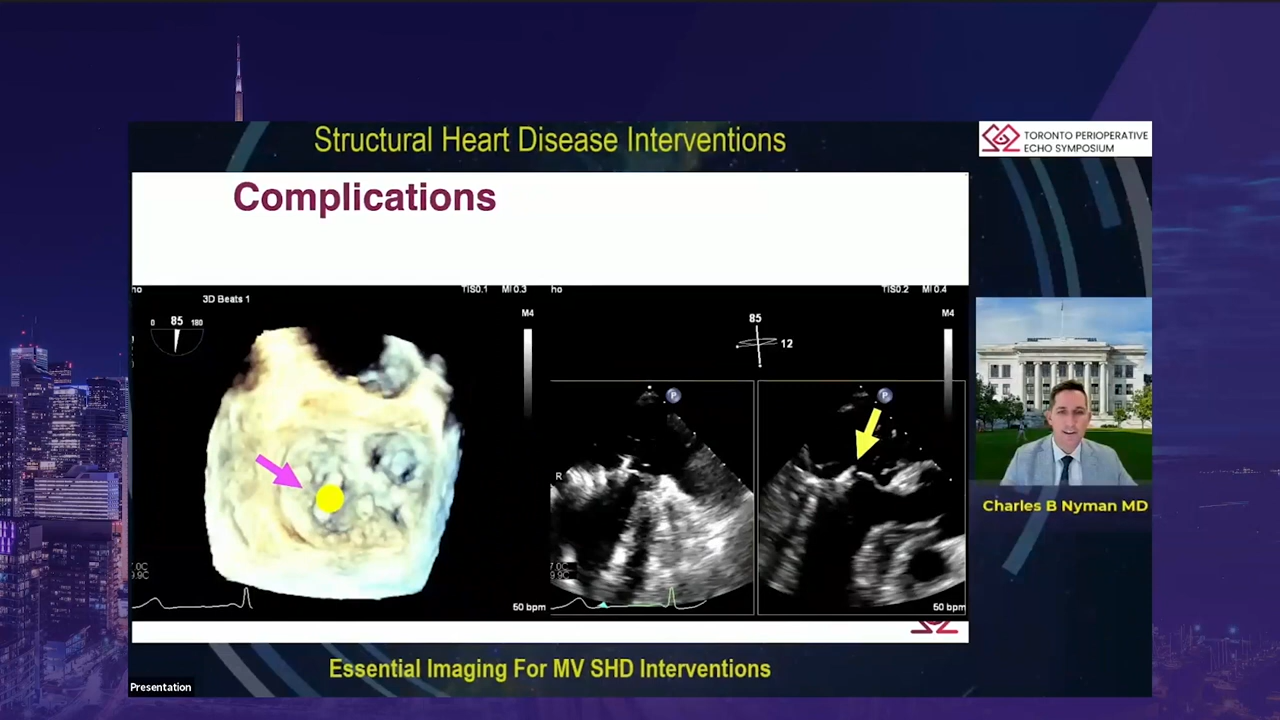 Structural Heart Disease Interventions
TORONTO PERIOPERATIVE
ECHO SYMPOSIUM
Complications
ho
TIS0.1 MI 0.3
3D Beats 1
0 85 180
M4
ho
TIS0.2 MI 0.4
85
12
M4
P
P
R
50 bpm
50 bpm
Charles B Nyman MD
Essential Imaging For MV SHD Interventions
Presentation